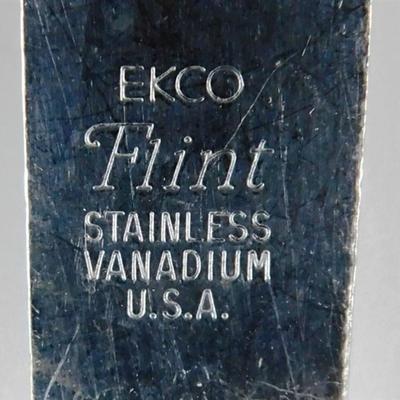 EKCO
Flint
STAINLESS
VANADIUM
U.S.A.